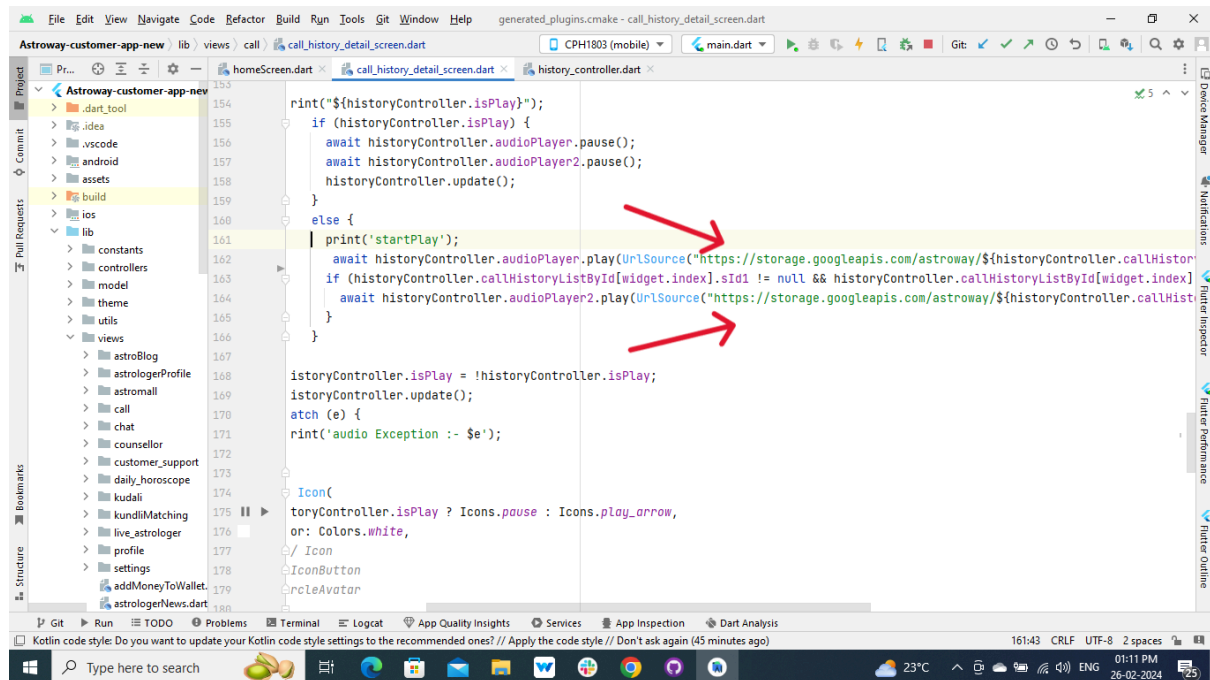 File Edit View Navigate Code Refactor Build Run Tools Git Window Help generated_plugins.cmake - call_history_detail_screen.dart
Astroway-customer-app-new lib views call call_history_detail_screen.dart CPH1803 (mobile) main.dart Git:
Project Pr... homeScreen.dart call_history_detail_screen.dart history_controller.dart
Astroway-customer-app-new 153
5
.dart_tool 154 rint("${historyController.isPlay}");
.idea 155 if (historyController.isPlay) {
.vscode 156 await historyController.audioPlayer.pause();
android 157 await historyController.audioPlayer2.pause();
assets 158 historyController.update();
build 159 }
ios 160 else {
lib 161 print('startPlay');
constants 162 await historyController.audioPlayer.play(UrlSource("https://storage.googleapis.com/astroway/${historyController.callHistory
controllers 163 if (historyController.callHistoryListById[widget.index].sId1 != null && historyController.callHistoryListById[widget.index]
model 164 await historyController.audioPlayer2.play(UrlSource("https://storage.googleapis.com/astroway/${historyController.callHisto
theme 165 }
utils 166 }
views 167
astroBlog
astrologerProfile 168 istoryController.isPlay = !historyController.isPlay;
astromall 169 istoryController.update();
call 170 atch (e) {
chat 171 rint('audio Exception :- $e');
counsellor 172
customer_support 173
daily_horoscope
kudali 174 Icon(
kundliMatching 175 toryController.isPlay ? Icons.pause : Icons.play_arrow,
live_astrologer 176 or: Colors.white,
profile 177 / Icon
settings 178 IconButton
addMoneyToWallet. 179 ircleAvatar
astrologerNews.dart 180
Commit
Pull Requests
Bookmarks
Structure
Device Manager
Notifications
Flutter Inspector
Flutter Performance
Flutter Outline
Git Run TODO Problems Terminal Logcat App Quality Insights Services App Inspection Dart Analysis
Kotlin code style: Do you want to update your Kotlin code style settings to the recommended ones? // Apply the code style // Don't ask again (45 minutes ago) 161:43 CRLF UTF-8 2 spaces
Type here to search 23°C ENG 01:11 PM
26-02-2024 25